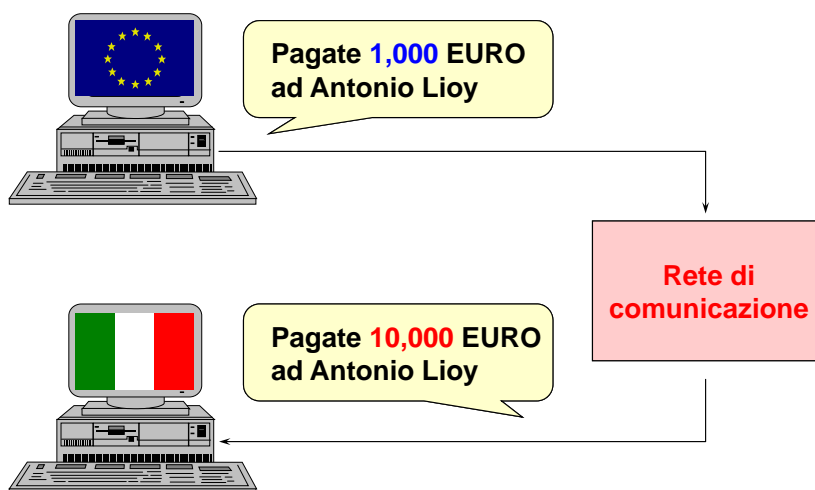 Pagate 1,000 EURO
ad Antonio Lioy
Rete di
comunicazione
Pagate 10,000 EURO
ad Antonio Lioy